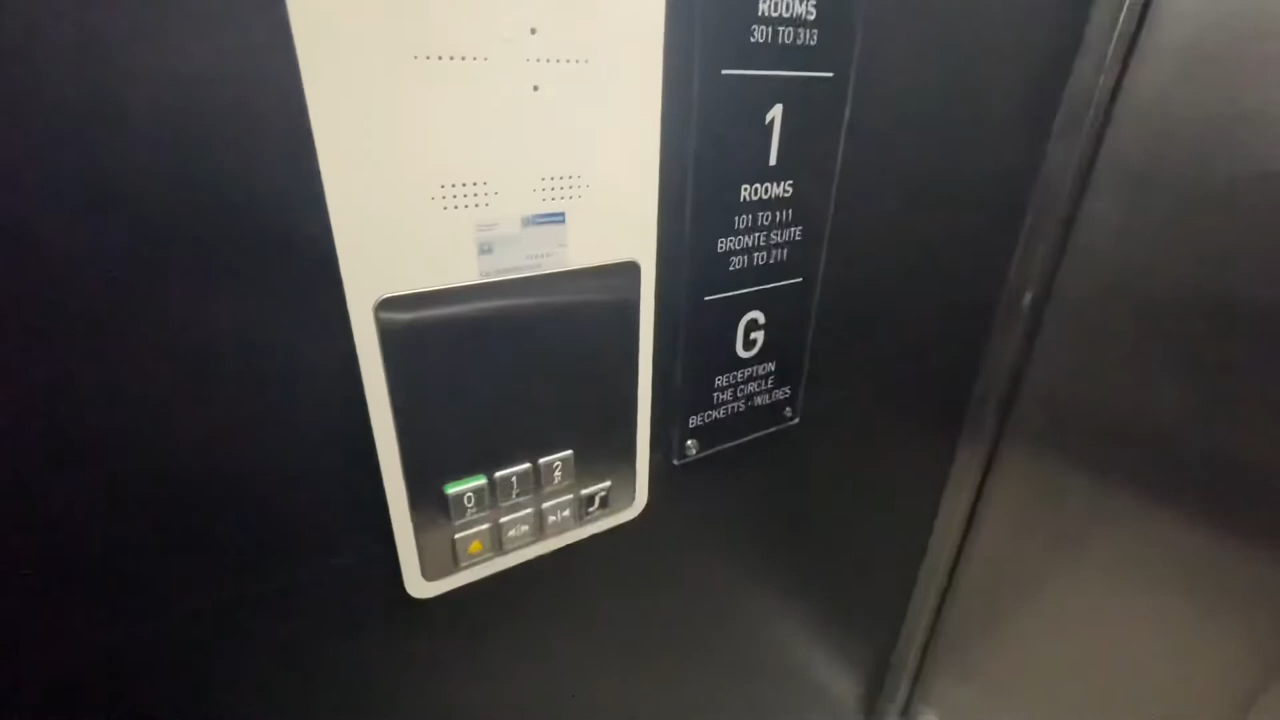 ROOMS
301 TO 313
1
ROOMS
101 TO 111
BRONTE SUITE
201 TO 211
G
RECEPTION
THE CIRCLE
BECKETTS · WILDES
0
1
2